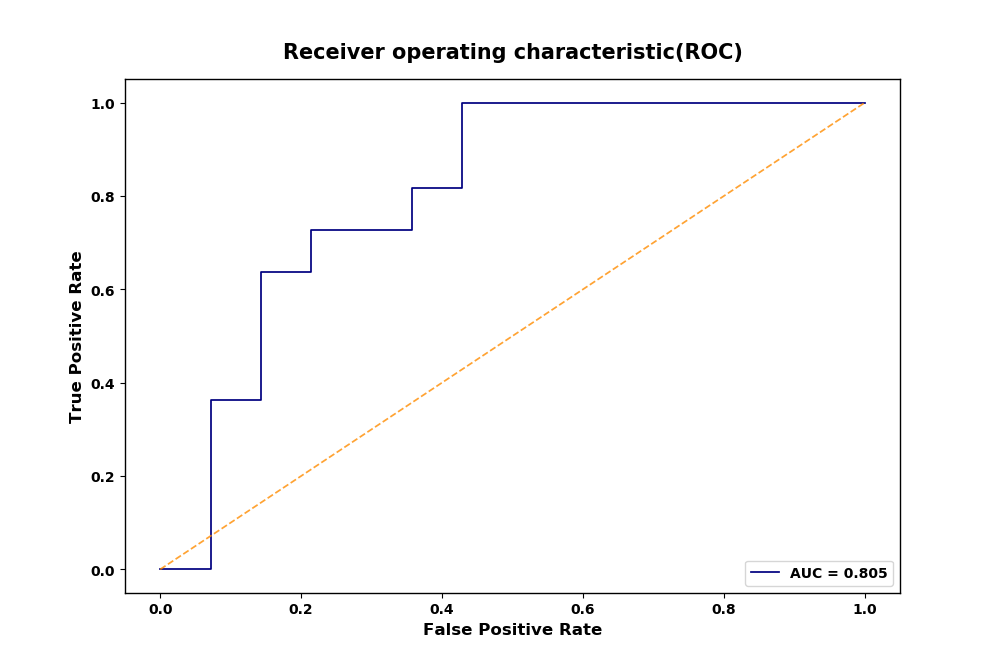 Receiver operating characteristic(ROC)
1.0
0.8
0.6
0.4
0.2
0.0
True Positive Rate
AUC = 0.805
0.0 0.2 0.4 0.6 0.8 1.0
False Positive Rate